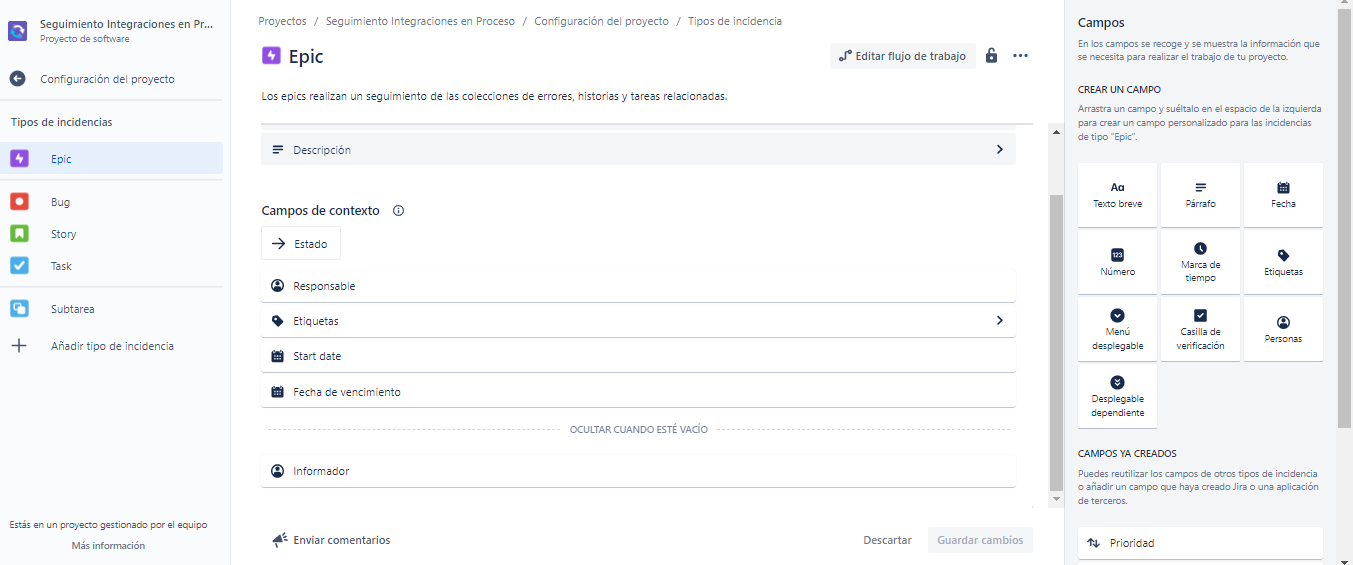 Seguimiento Integraciones en Pr...
Proyecto de software
Configuración del proyecto
Tipos de incidencias
Epic
Bug
Story
Task
Subtarea
Añadir tipo de incidencia
Estás en un proyecto gestionado por el equipo
Más información
Proyectos / Seguimiento Integraciones en Proceso / Configuración del proyecto / Tipos de incidencia
Epic
Editar flujo de trabajo
Los epics realizan un seguimiento de las colecciones de errores, historias y tareas relacionadas.
Descripción
Campos de contexto
Estado
Responsable
Etiquetas
Start date
Fecha de vencimiento
OCULTAR CUANDO ESTÉ VACÍO
Informador
Enviar comentarios
Descartar
Guardar cambios
Campos
En los campos se recoge y se muestra la información que
se necesita para realizar el trabajo de tu proyecto.
CREAR UN CAMPO
Arrastra un campo y suéltalo en el espacio de la izquierda
para crear un campo personalizado para las incidencias
de tipo "Epic".
Aa
Texto breve
Párrafo
Fecha
123
Número
Marca de
tiempo
Etiquetas
Menú
desplegable
Casilla de
verificación
Personas
Desplegable
dependiente
CAMPOS YA CREADOS
Puedes reutilizar los campos de otros tipos de incidencia
o añadir un campo que haya creado Jira o una aplicación
de terceros.
Prioridad